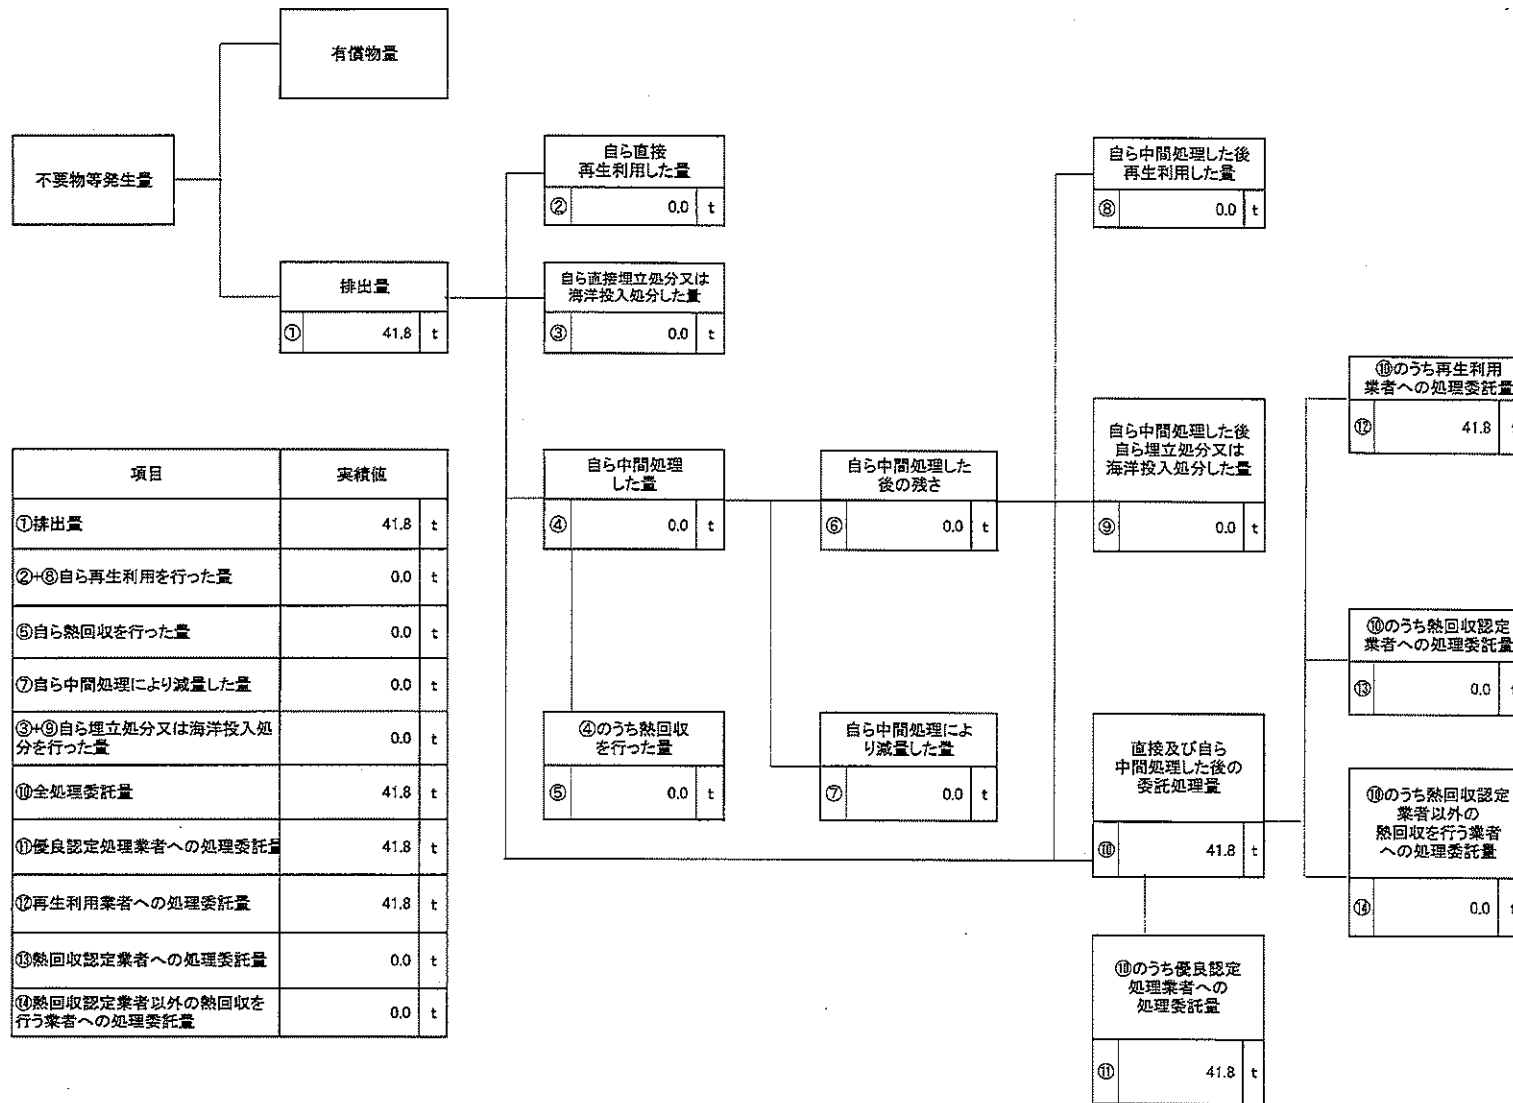 有償物量
不要物等発生量
排出量
① 41.8 t
自ら直接
再生利用した量
② 0.0 t
自ら直接埋立処分又は
海洋投入処分した量
③ 0.0 t
自ら中間処理
した量
④ 0.0 t
④のうち熱回収
を行った量
⑤ 0.0 t
自ら中間処理した
後の残さ
⑥ 0.0 t
自ら中間処理によ
り減量した量
⑦ 0.0 t
自ら中間処理した後
再生利用した量
⑧ 0.0 t
自ら中間処理した後
自ら埋立処分又は
海洋投入処分した量
⑨ 0.0 t
直接及び自ら
中間処理した後の
委託処理量
⑩ 41.8 t
⑩のうち優良認定
処理業者への
処理委託量
⑪ 41.8 t
⑩のうち再生利用
業者への処理委託量
⑫ 41.8
⑩のうち熱回収認定
業者への処理委託量
⑬ 0.0
⑩のうち熱回収認定
業者以外の
熱回収を行う業者
への処理委託量
⑭ 0.0
項目 実績値
①排出量 41.8 t
②+⑧自ら再生利用を行った量 0.0 t
⑤自ら熱回収を行った量 0.0 t
⑦自ら中間処理により減量した量 0.0 t
③+⑨自ら埋立処分又は海洋投入処
分を行った量 0.0 t
⑩全処理委託量 41.8 t
⑪優良認定処理業者への処理委託量 41.8 t
⑫再生利用業者への処理委託量 41.8 t
⑬熱回収認定業者への処理委託量 0.0 t
⑭熱回収認定業者以外の熱回収を
行う業者への処理委託量 0.0 t